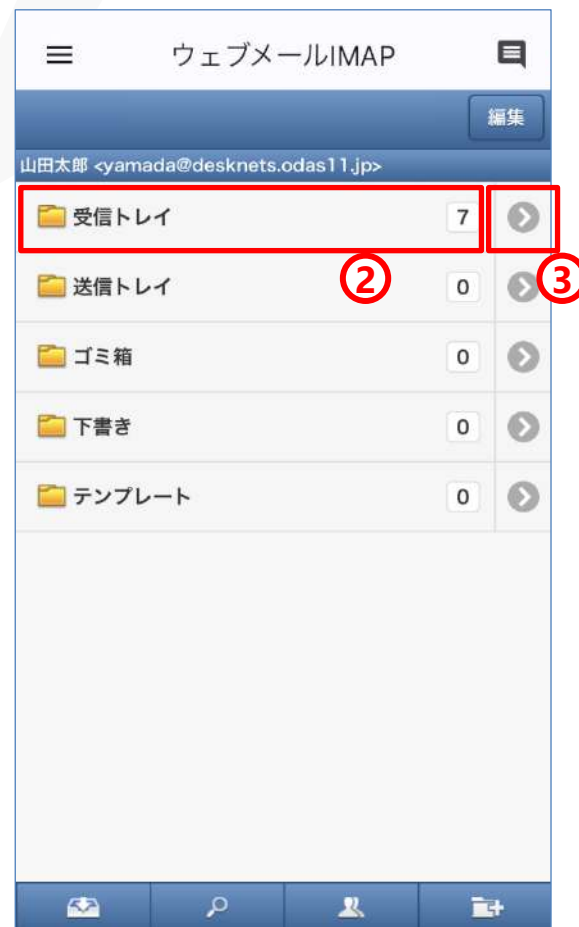 ウェブメールIMAP
編集
山田太郎 <yamada@desknets.odas11.jp>
受信トレイ 7
②
③
送信トレイ 0
ゴミ箱 0
下書き 0
テンプレート 0